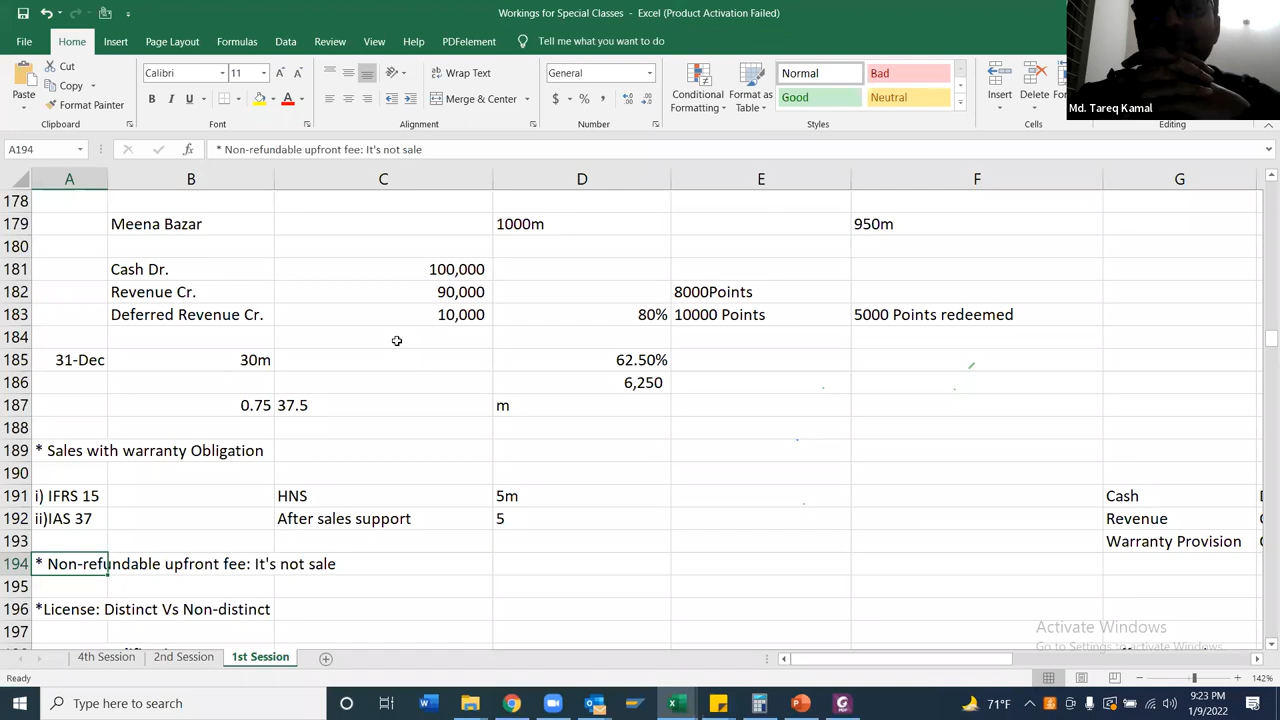 Workings for Special Classes - Excel (Product Activation Failed)
File Home Insert Page Layout Formulas Data Review View Help PDFelement Tell me what you want to do
Cut
Copy
Format Painter
Paste
Clipboard
Calibri 11
B I U
Font
Wrap Text
Merge & Center
Alignment
General
$ % ,
Number
Conditional Formatting
Format as Table
Normal Bad
Good Neutral
Styles
Insert Delete
Cells
Editing
Md. Tareq Kamal
A194 fx * Non-refundable upfront fee: It's not sale
A B C D E F G
178
179 Meena Bazar 1000m 950m
180
181 Cash Dr. 100,000
182 Revenue Cr. 90,000 8000Points
183 Deferred Revenue Cr. 10,000 80% 10000 Points 5000 Points redeemed
184
185 31-Dec 30m 62.50%
186 6,250
187 0.75 37.5 m
188
189 * Sales with warranty Obligation
190
191 i) IFRS 15 HNS 5m Cash
192 ii)IAS 37 After sales support 5 Revenue
193 Warranty Provision
194 * Non-refundable upfront fee: It's not sale
195
196 *License: Distinct Vs Non-distinct
197
Activate Windows
Go to Settings to activate Windows.
4th Session 2nd Session 1st Session
Ready 142%
Type here to search
71°F
9:23 PM
1/9/2022